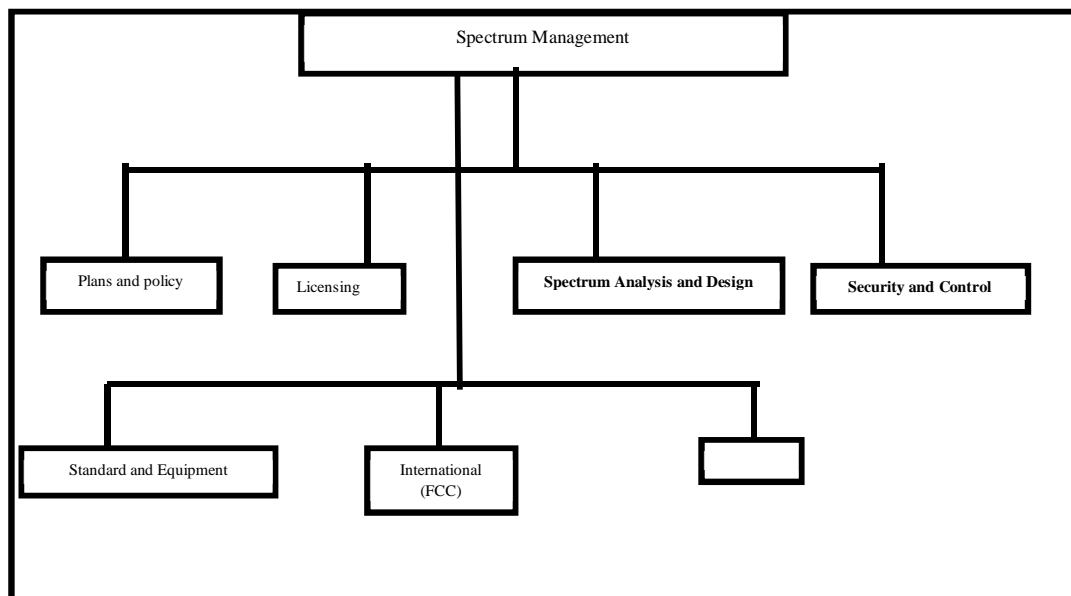 Spectrum Management
Plans and policy
Licensing
Spectrum Analysis and Design
Security and Control
Standard and Equipment
International
(FCC)